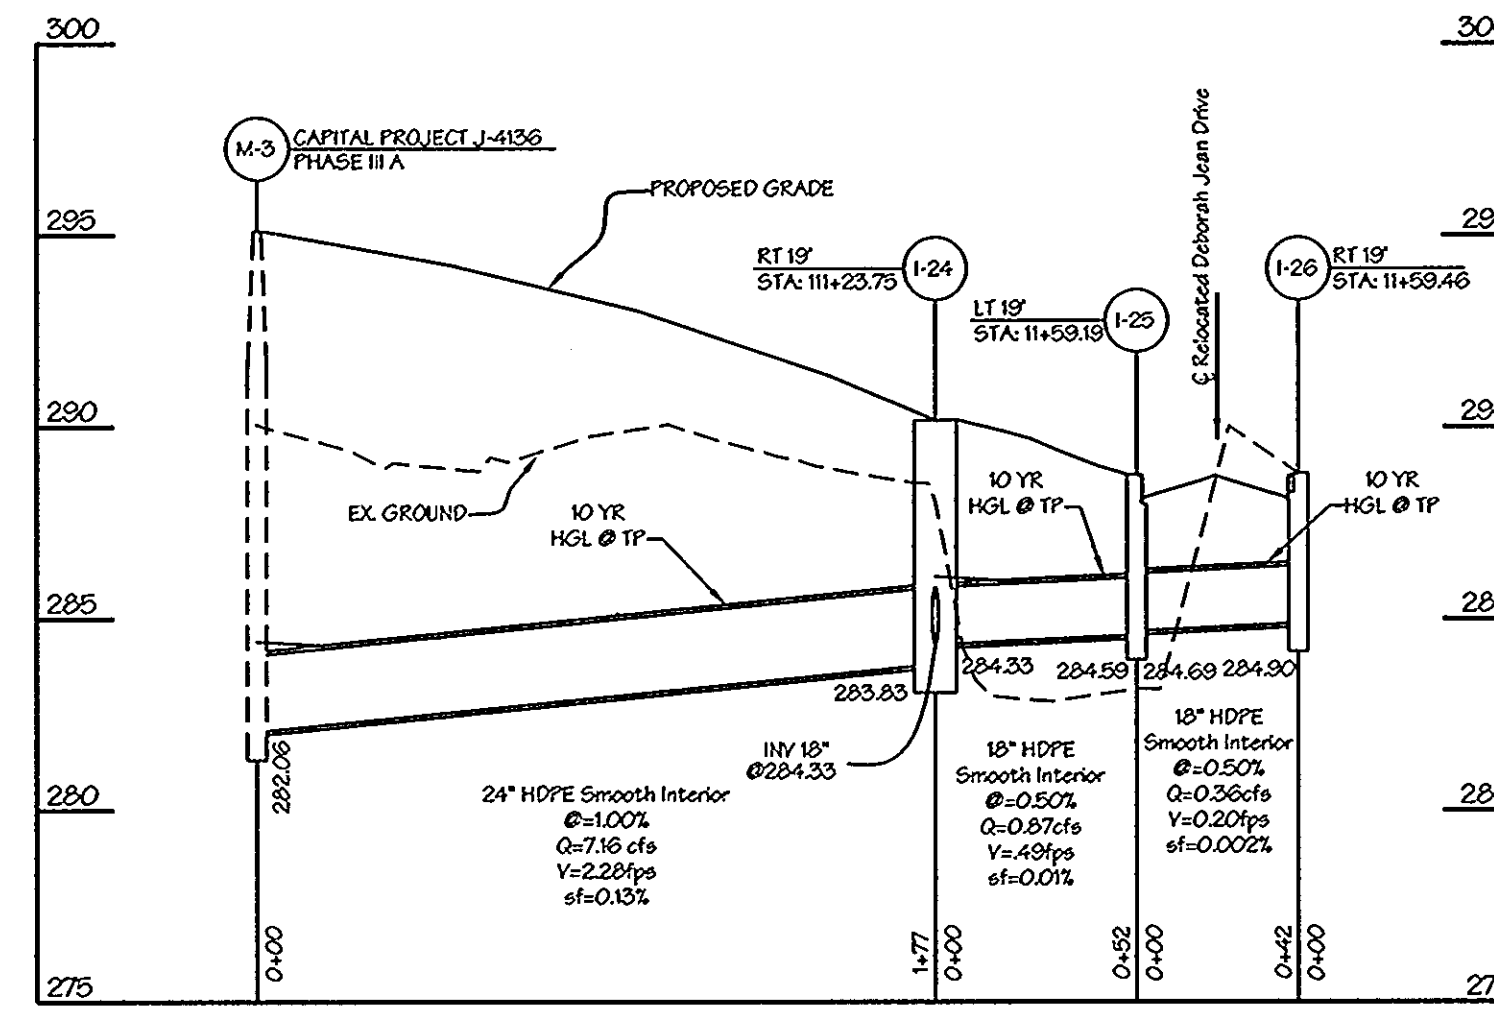 300
295
290
285
280
275
M-3
CAPITAL PROJECT J-4136
PHASE III A
PROPOSED GRADE
EX. GROUND
10 YR
HGL @ TP
RT 19'
STA: 111+23.75
I-24
LT 19'
STA: 11+59.19
I-25
℄ Relocated Deborah Jean Drive
I-26
RT 19'
STA: 11+59.46
10 YR
HGL @ TP
10 YR
HGL @ TP
282.06
283.83
284.33
284.59
284.69
284.90
INV 18"
@284.33
24" HDPE Smooth Interior
@=1.00%
Q=7.16 cfs
V=2.28fps
sf=0.13%
18" HDPE
Smooth Interior
@=0.50%
Q=0.87cfs
V=.49fps
sf=0.01%
18" HDPE
Smooth Interior
@=0.50%
Q=0.36cfs
V=0.20fps
sf=0.002%
0+00
1+77
0+00
0+52
0+00
0+42
0+00
30
29
29
28
28
27